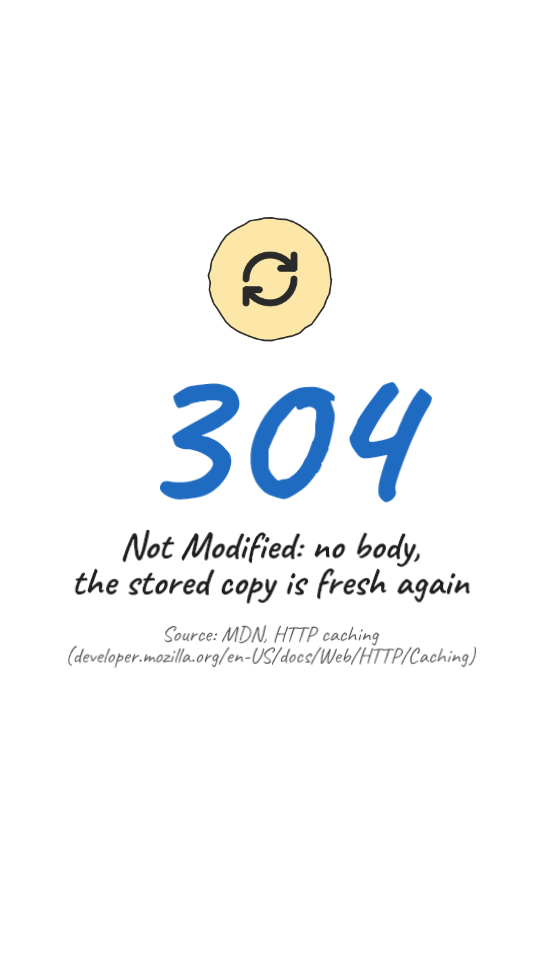 304
Not Modified: no body,
the stored copy is fresh again
Source: MDN, HTTP caching
(developer.mozilla.org/en-US/docs/Web/HTTP/Caching)